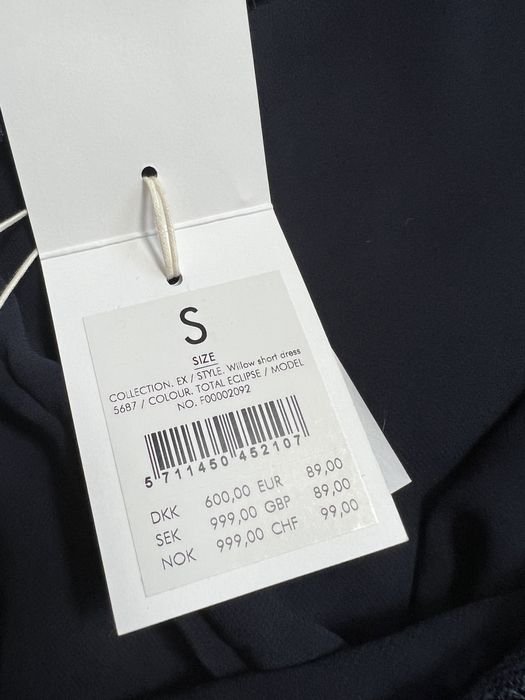 S
SIZE
COLLECTION. EX / STYLE. Willow short dress
5687 / COLOUR. TOTAL ECLIPSE / MODEL
NO. F00002092
5 711450 452107
DKK 600,00 EUR 89,00
SEK 999,00 GBP 89,00
NOK 999,00 CHF 99,00